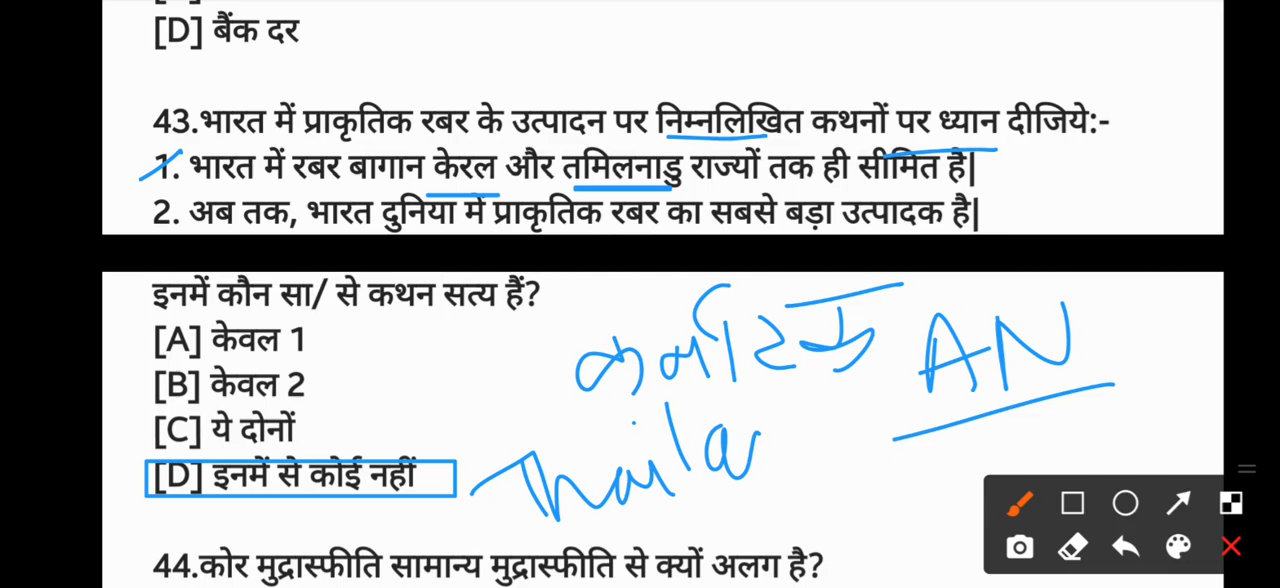 [D] बैंक दर
43.भारत में प्राकृतिक रबर के उत्पादन पर निम्नलिखित कथनों पर ध्यान दीजिये:-
1. भारत में रबर बागान केरल और तमिलनाडु राज्यों तक ही सीमित है|
2. अब तक, भारत दुनिया में प्राकृतिक रबर का सबसे बड़ा उत्पादक है|
इनमें कौन सा/ से कथन सत्य हैं?
[A] केवल 1
[B] केवल 2
[C] ये दोनों
[D] इनमें से कोई नहीं
कर्नाटक AN
Thaila
44.कोर मुद्रास्फीति सामान्य मुद्रास्फीति से क्यों अलग है?